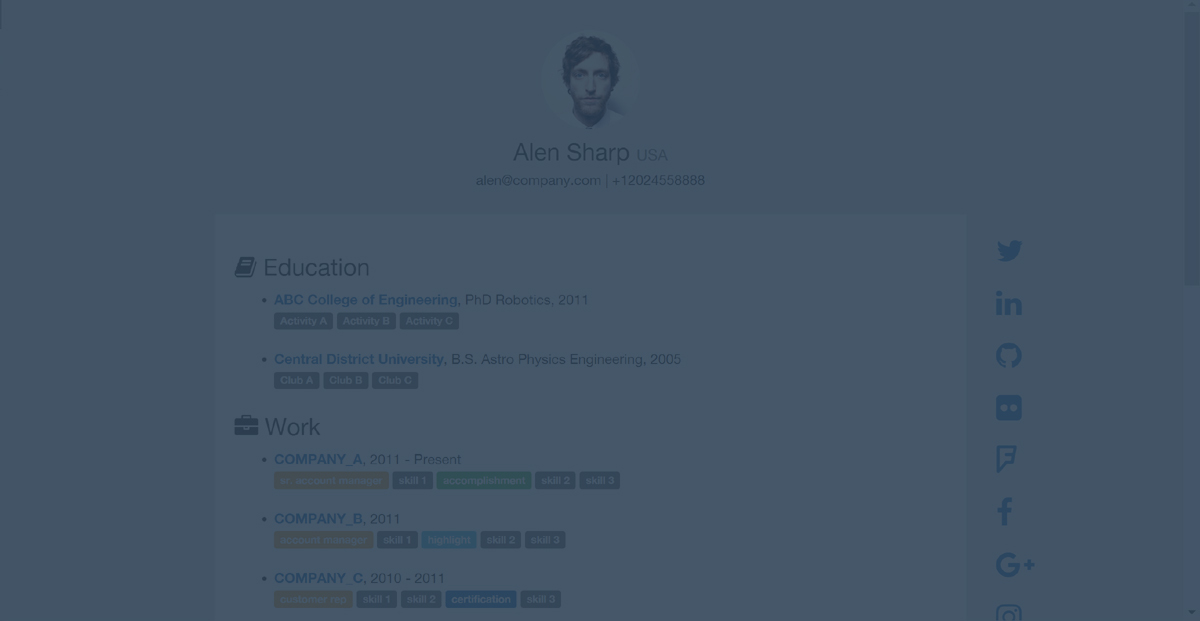 Alen Sharp USA
alen@company.com | +12024558888
Education
ABC College of Engineering, PhD Robotics, 2011
Activity A Activity B Activity C
Central District University, B.S. Astro Physics Engineering, 2005
Club A Club B Club C
Work
COMPANY_A, 2011 - Present
sr. account manager skill 1 accomplishment skill 2 skill 3
COMPANY_B, 2011
account manager skill 1 highlight skill 2 skill 3
COMPANY_C, 2010 - 2011
customer rep skill 1 skill 2 certification skill 3